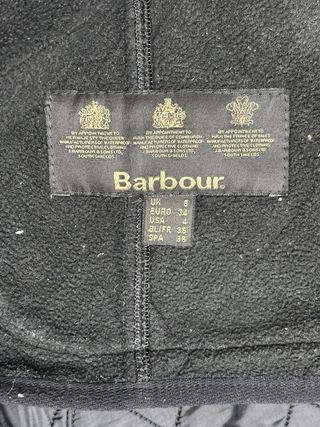 BY APPOINTMENT TO
HER MAJESTY THE QUEEN
MANUFACTURERS OF WATERPROOF
AND PROTECTIVE CLOTHING
J. BARBOUR & SONS LTD
SOUTH SHIELDS
BY APPOINTMENT TO
H.R.H. THE DUKE OF EDINBURGH
MANUFACTURERS OF WATERPROOF
AND PROTECTIVE CLOTHING
J. BARBOUR & SONS LTD
SOUTH SHIELDS
BY APPOINTMENT TO
H.R.H. THE PRINCE OF WALES
MANUFACTURERS OF WATERPROOF
AND PROTECTIVE CLOTHING
J. BARBOUR & SONS LTD
SOUTH SHIELDS
Barbour
UK 8
EURO 34
USA 4
BL/FR 36
SPA 36